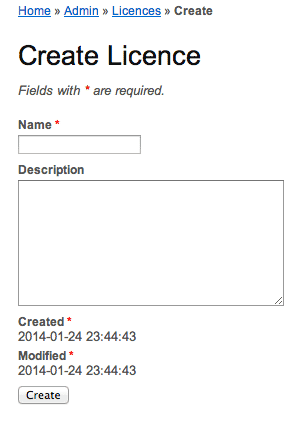 Home » Admin » Licences » Create
Create Licence
Fields with * are required.
Name *
Description
Created *
2014-01-24 23:44:43
Modified *
2014-01-24 23:44:43
Create